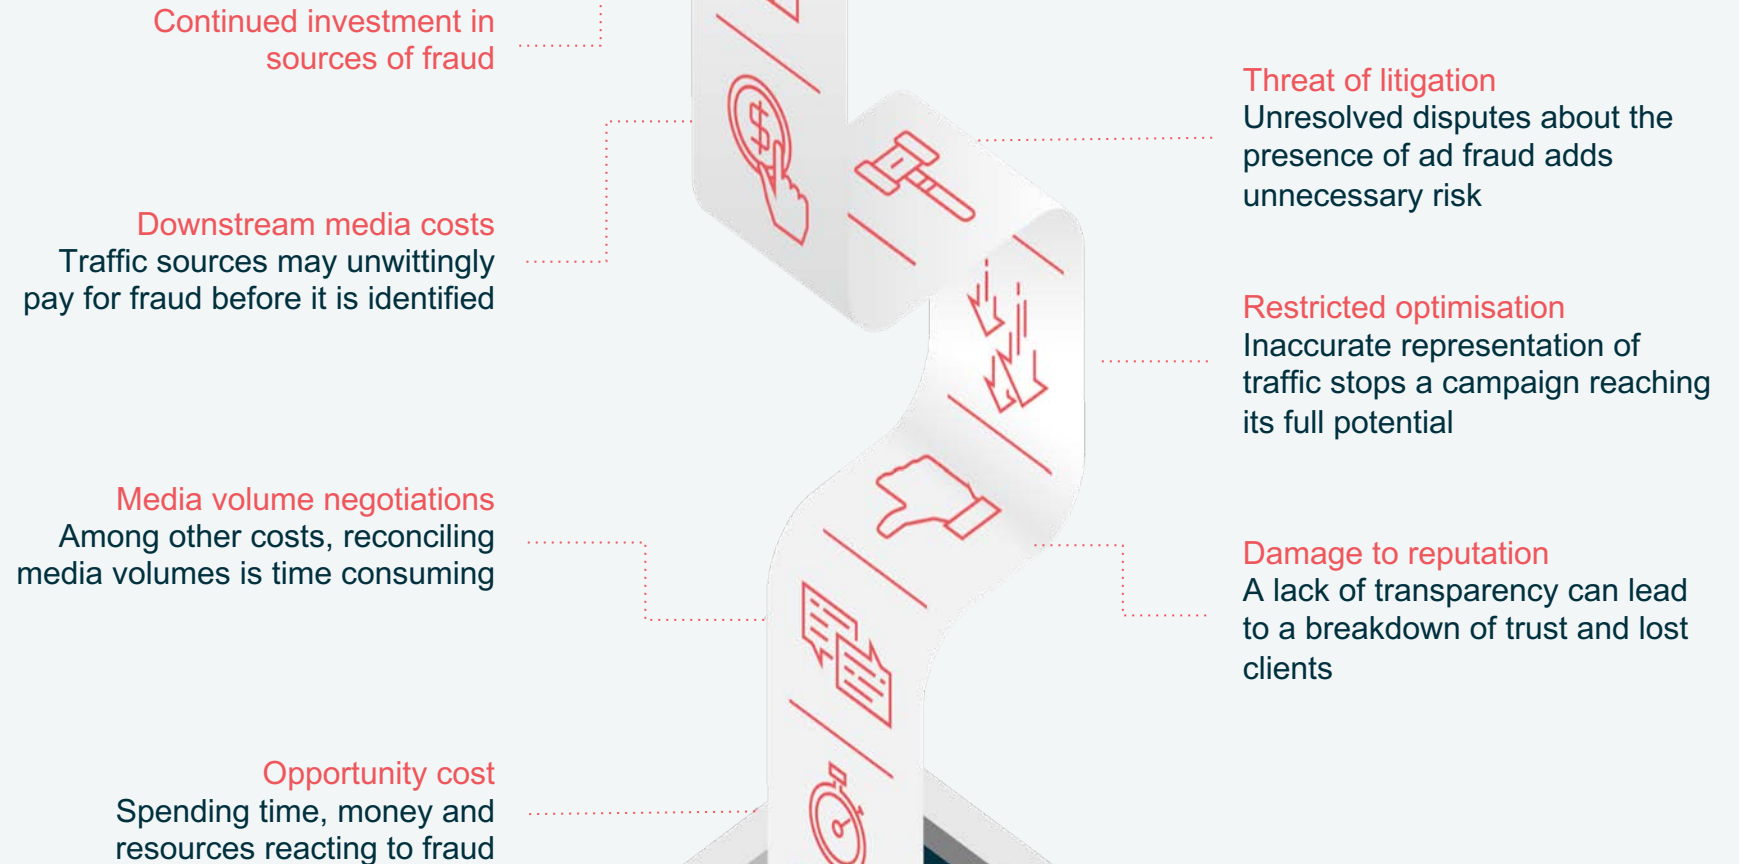 Continued investment in
sources of fraud
Downstream media costs
Traffic sources may unwittingly
pay for fraud before it is identified
Media volume negotiations
Among other costs, reconciling
media volumes is time consuming
Opportunity cost
Spending time, money and
resources reacting to fraud
Threat of litigation
Unresolved disputes about the
presence of ad fraud adds
unnecessary risk
Restricted optimisation
Inaccurate representation of
traffic stops a campaign reaching
its full potential
Damage to reputation
A lack of transparency can lead
to a breakdown of trust and lost
clients
$